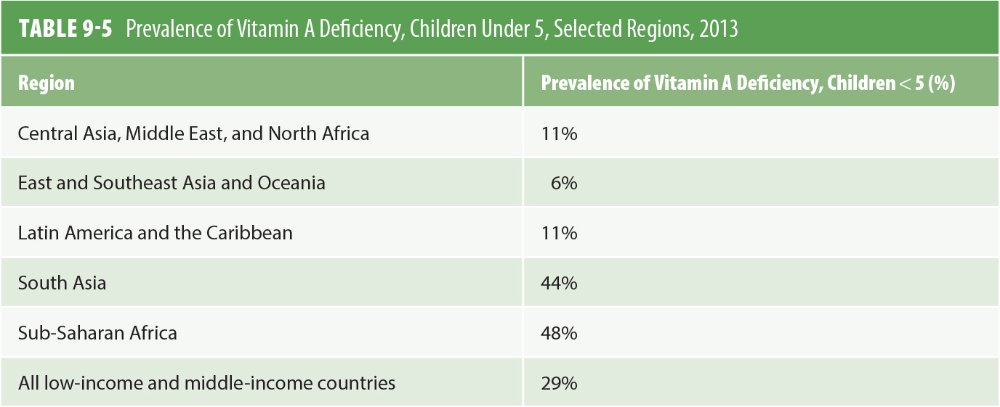 TABLE 9-5 Prevalence of Vitamin A Deficiency, Children Under 5, Selected Regions, 2013
Region Prevalence of Vitamin A Deficiency, Children < 5 (%)
Central Asia, Middle East, and North Africa 11%
East and Southeast Asia and Oceania 6%
Latin America and the Caribbean 11%
South Asia 44%
Sub-Saharan Africa 48%
All low-income and middle-income countries 29%